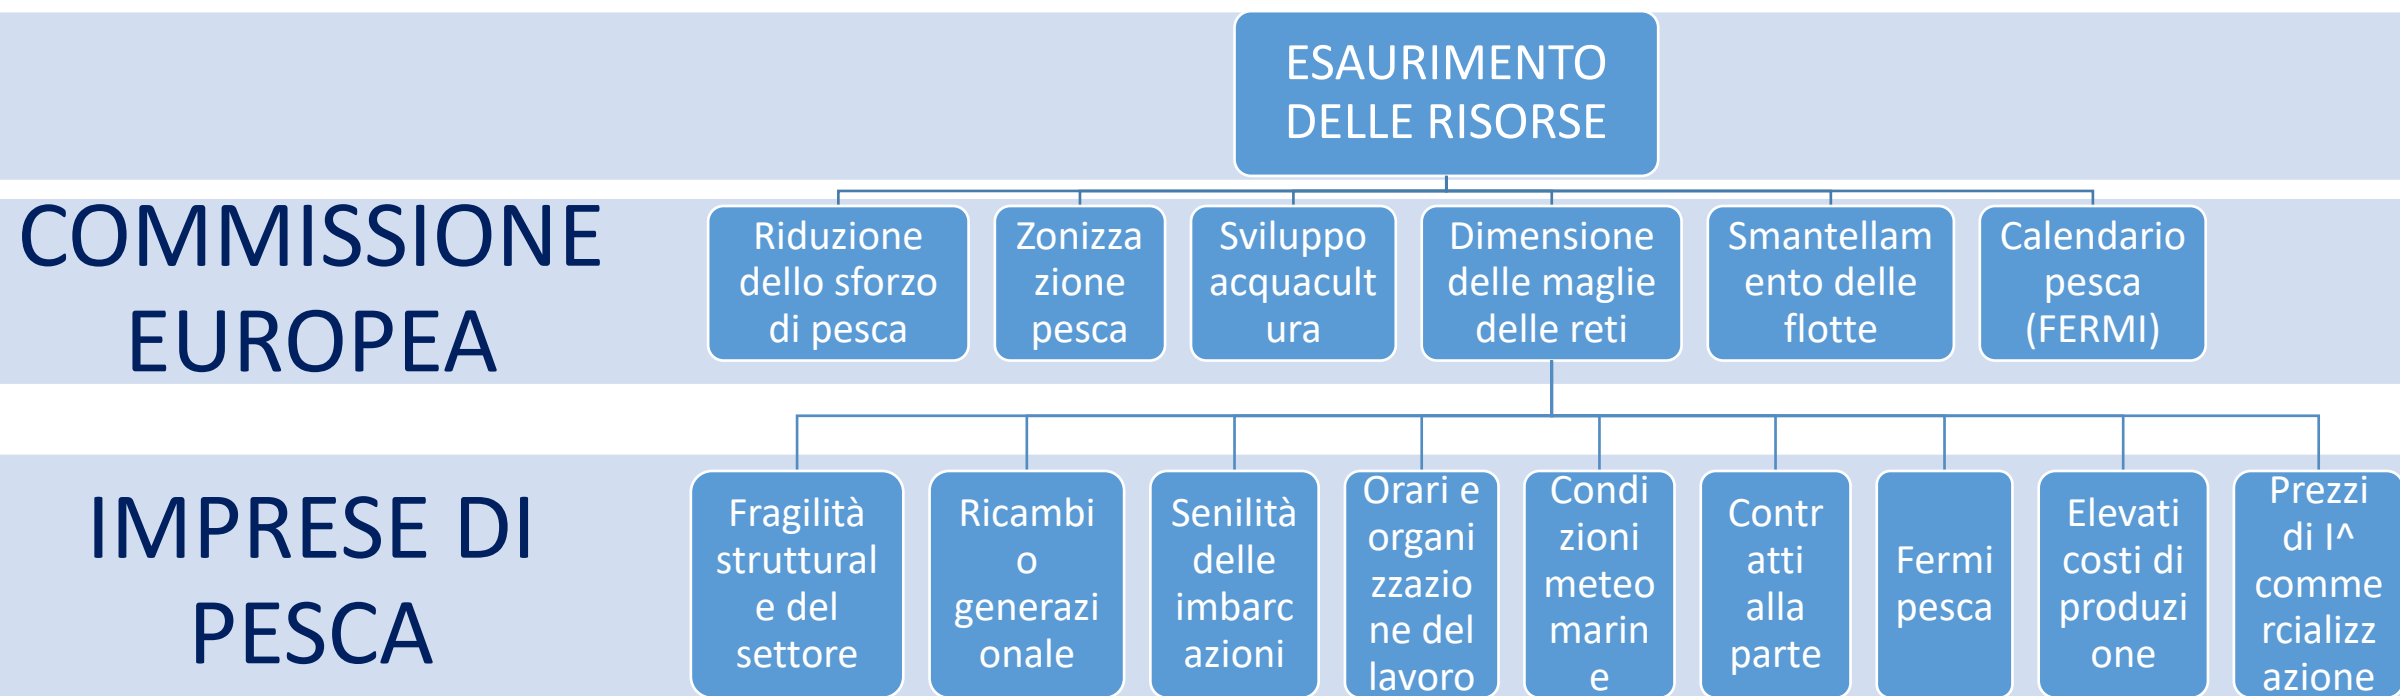 ESAURIMENTO
DELLE RISORSE
COMMISSIONE
EUROPEA
Riduzione
dello sforzo
di pesca
Zonizza
zione
pesca
Sviluppo
acquacult
ura
Dimensione
delle maglie
delle reti
Smantellam
ento delle
flotte
Calendario
pesca
(FERMI)
IMPRESE DI
PESCA
Fragilità
struttural
e del
settore
Ricambi
o
generazi
onale
Senilità
delle
imbarc
azioni
Orari e
organi
zzazio
ne del
lavoro
Condi
zioni
meteo
marin
e
Contr
atti
alla
parte
Fermi
pesca
Elevati
costi di
produzi
one
Prezzi
di I^
comme
rcializz
azione